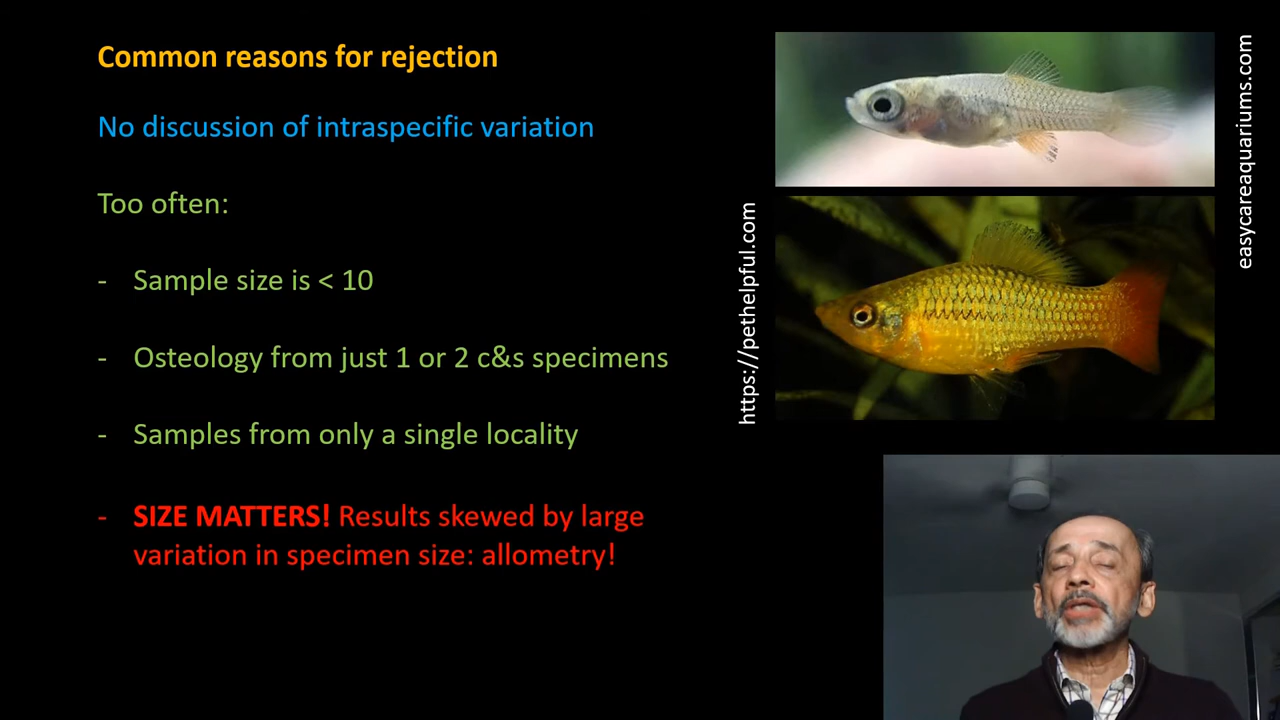 Common reasons for rejection
No discussion of intraspecific variation
Too often:
- Sample size is < 10
- Osteology from just 1 or 2 c&s specimens
- Samples from only a single locality
- SIZE MATTERS! Results skewed by large
variation in specimen size: allometry!
easycareaquariums.com
https://pethelpful.com